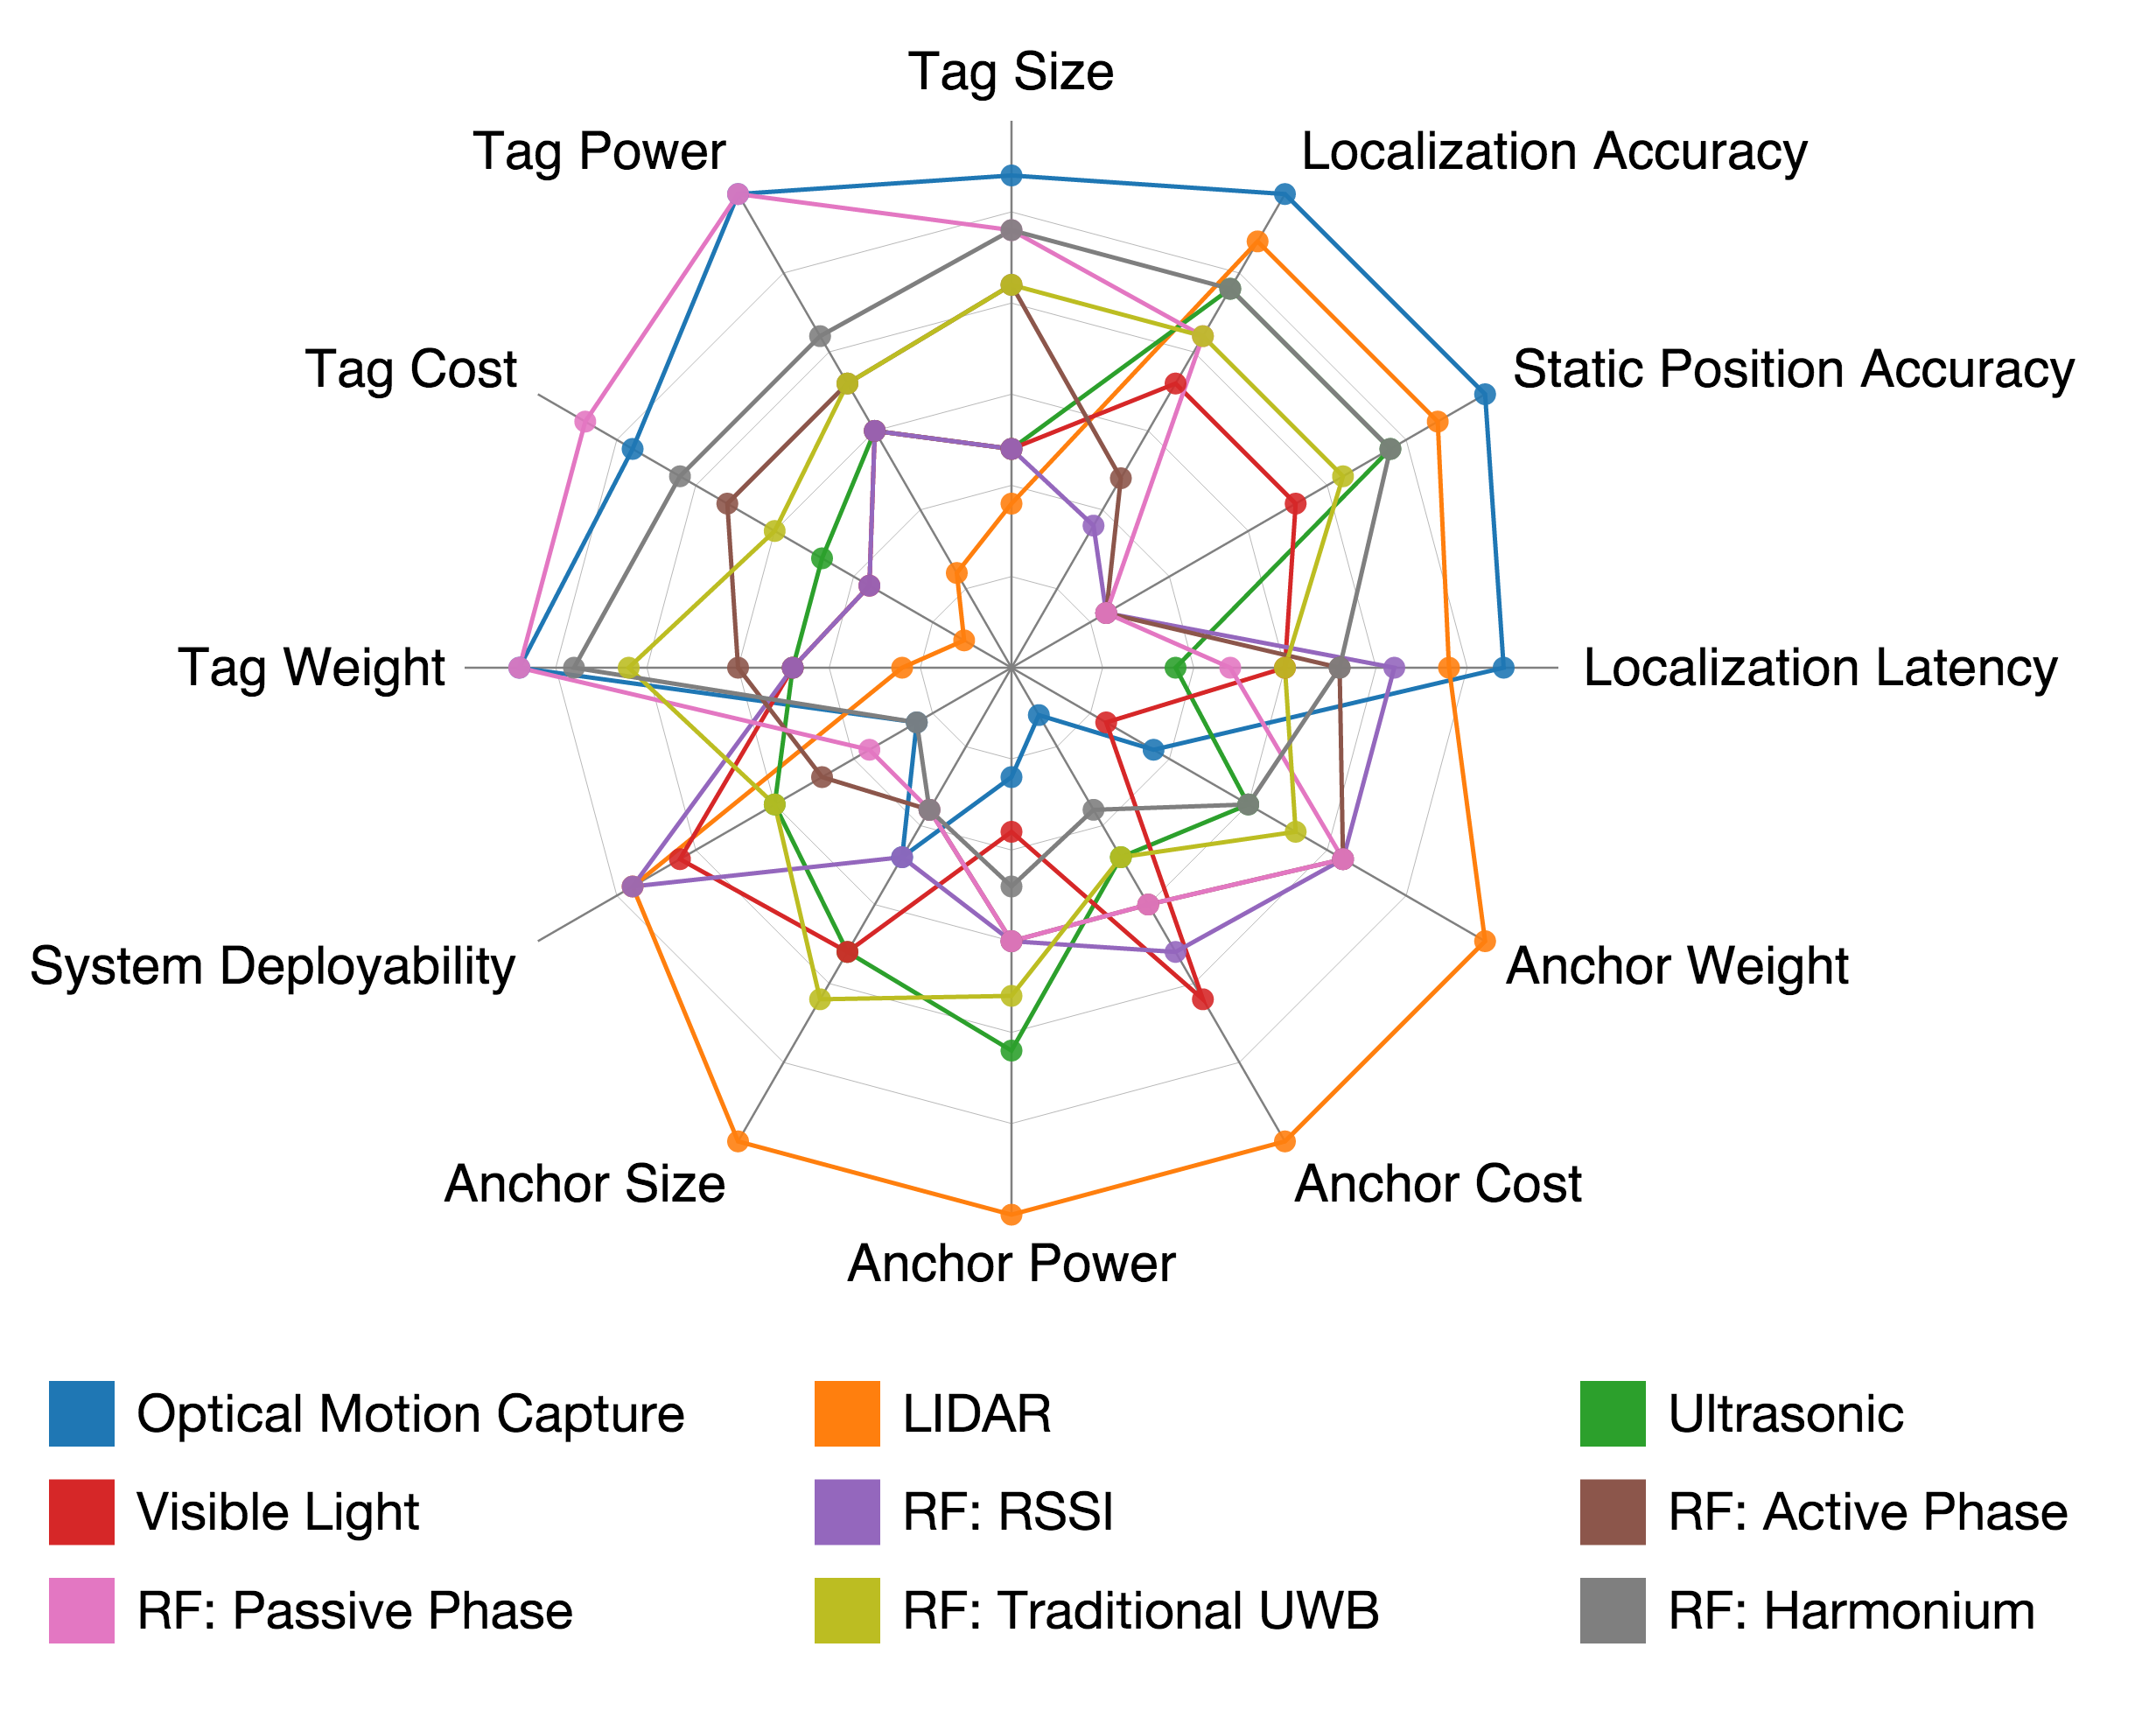 Tag Size
Tag Power
Localization Accuracy
Tag Cost
Static Position Accuracy
Tag Weight
Localization Latency
System Deployability
Anchor Weight
Anchor Size
Anchor Cost
Anchor Power
Optical Motion Capture
LIDAR
Ultrasonic
Visible Light
RF: RSSI
RF: Active Phase
RF: Passive Phase
RF: Traditional UWB
RF: Harmonium